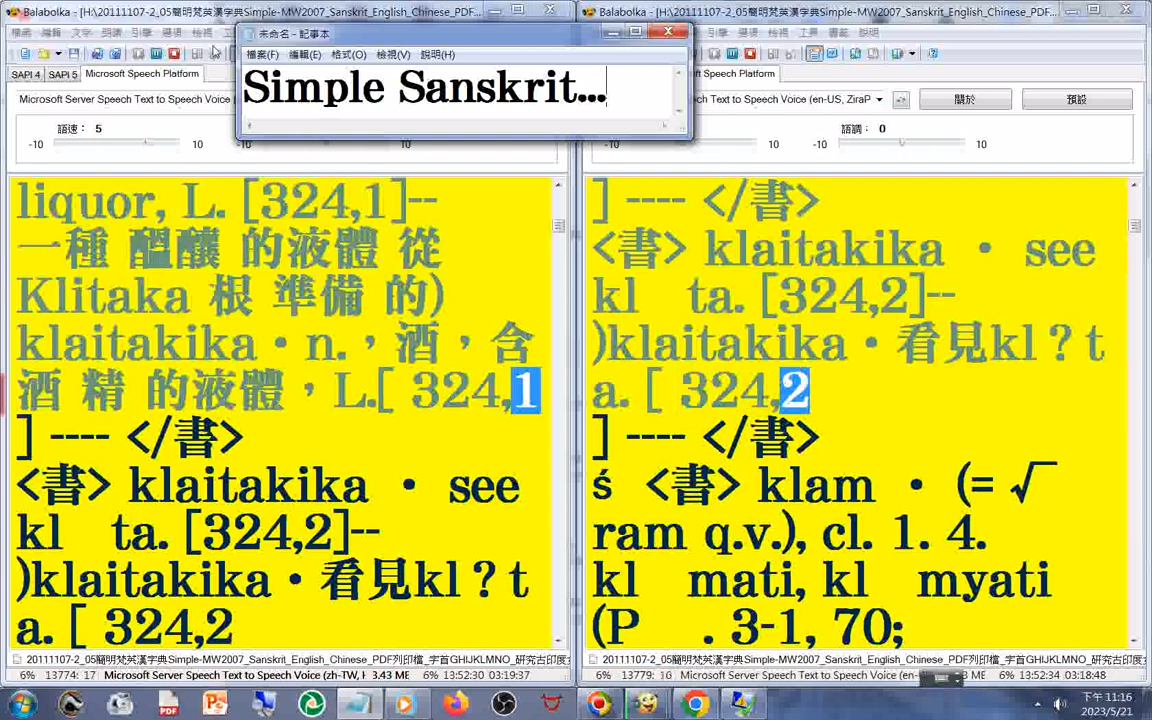 Balabolka - [H:\20111107-2_05簡明梵英漢字典Simple-MW2007_Sanskrit_English_Chinese_PDF...
Balabolka - [H:\20111107-2_05簡明梵英漢字典Simple-MW2007_Sanskrit_English_Chinese_PDF...
未命名 - 記事本
檔案(F) 編輯(E) 格式(O) 檢視(V) 說明(H)
Simple Sanskrit...
SAPI 4 SAPI 5 Microsoft Speech Platform
Speech Platform
Microsoft Server Speech Text to Speech Voice
h Text to Speech Voice (en-US, ZiraP
關於
預設
語速： 5
語調： 0
-10 10
-10 10
liquor, L. [324,1]--
一種 醞釀 的液體 從
Klitaka 根 準備 的)
klaitakika·n.，酒，含
酒 精 的液體，L.[ 324,1
] ---- </書>
<書> klaitakika · see
kl ta. [324,2]--
)klaitakika·看見kl？t
a. [ 324,2
] ---- </書>
<書> klaitakika · see
kl ta. [324,2]--
)klaitakika·看見kl？t
a. [ 324,2
] ---- </書>
ś <書> klam · (= √
ram q.v.), cl. 1. 4.
kl mati, kl myati
(P . 3-1, 70;
20111107-2_05簡明梵英漢字典Simple-MW2007_Sanskrit_English_Chinese_PDF列印檔_字首GHIJKLMNO_研究古印度
20111107-2_05簡明梵英漢字典Simple-MW2007_Sanskrit_English_Chinese_PDF列印檔_字首GHIJKLMNO_研究古印度
6% 13774: 17 Microsoft Server Speech Text to Speech Voice (zh-TW, 3.43 ME 6% 13:52:30 03:19:37
6% Microsoft Server Speech Text to Speech Voice 6% 13:52:34 03:18:48
下午 11:16
2023/5/21